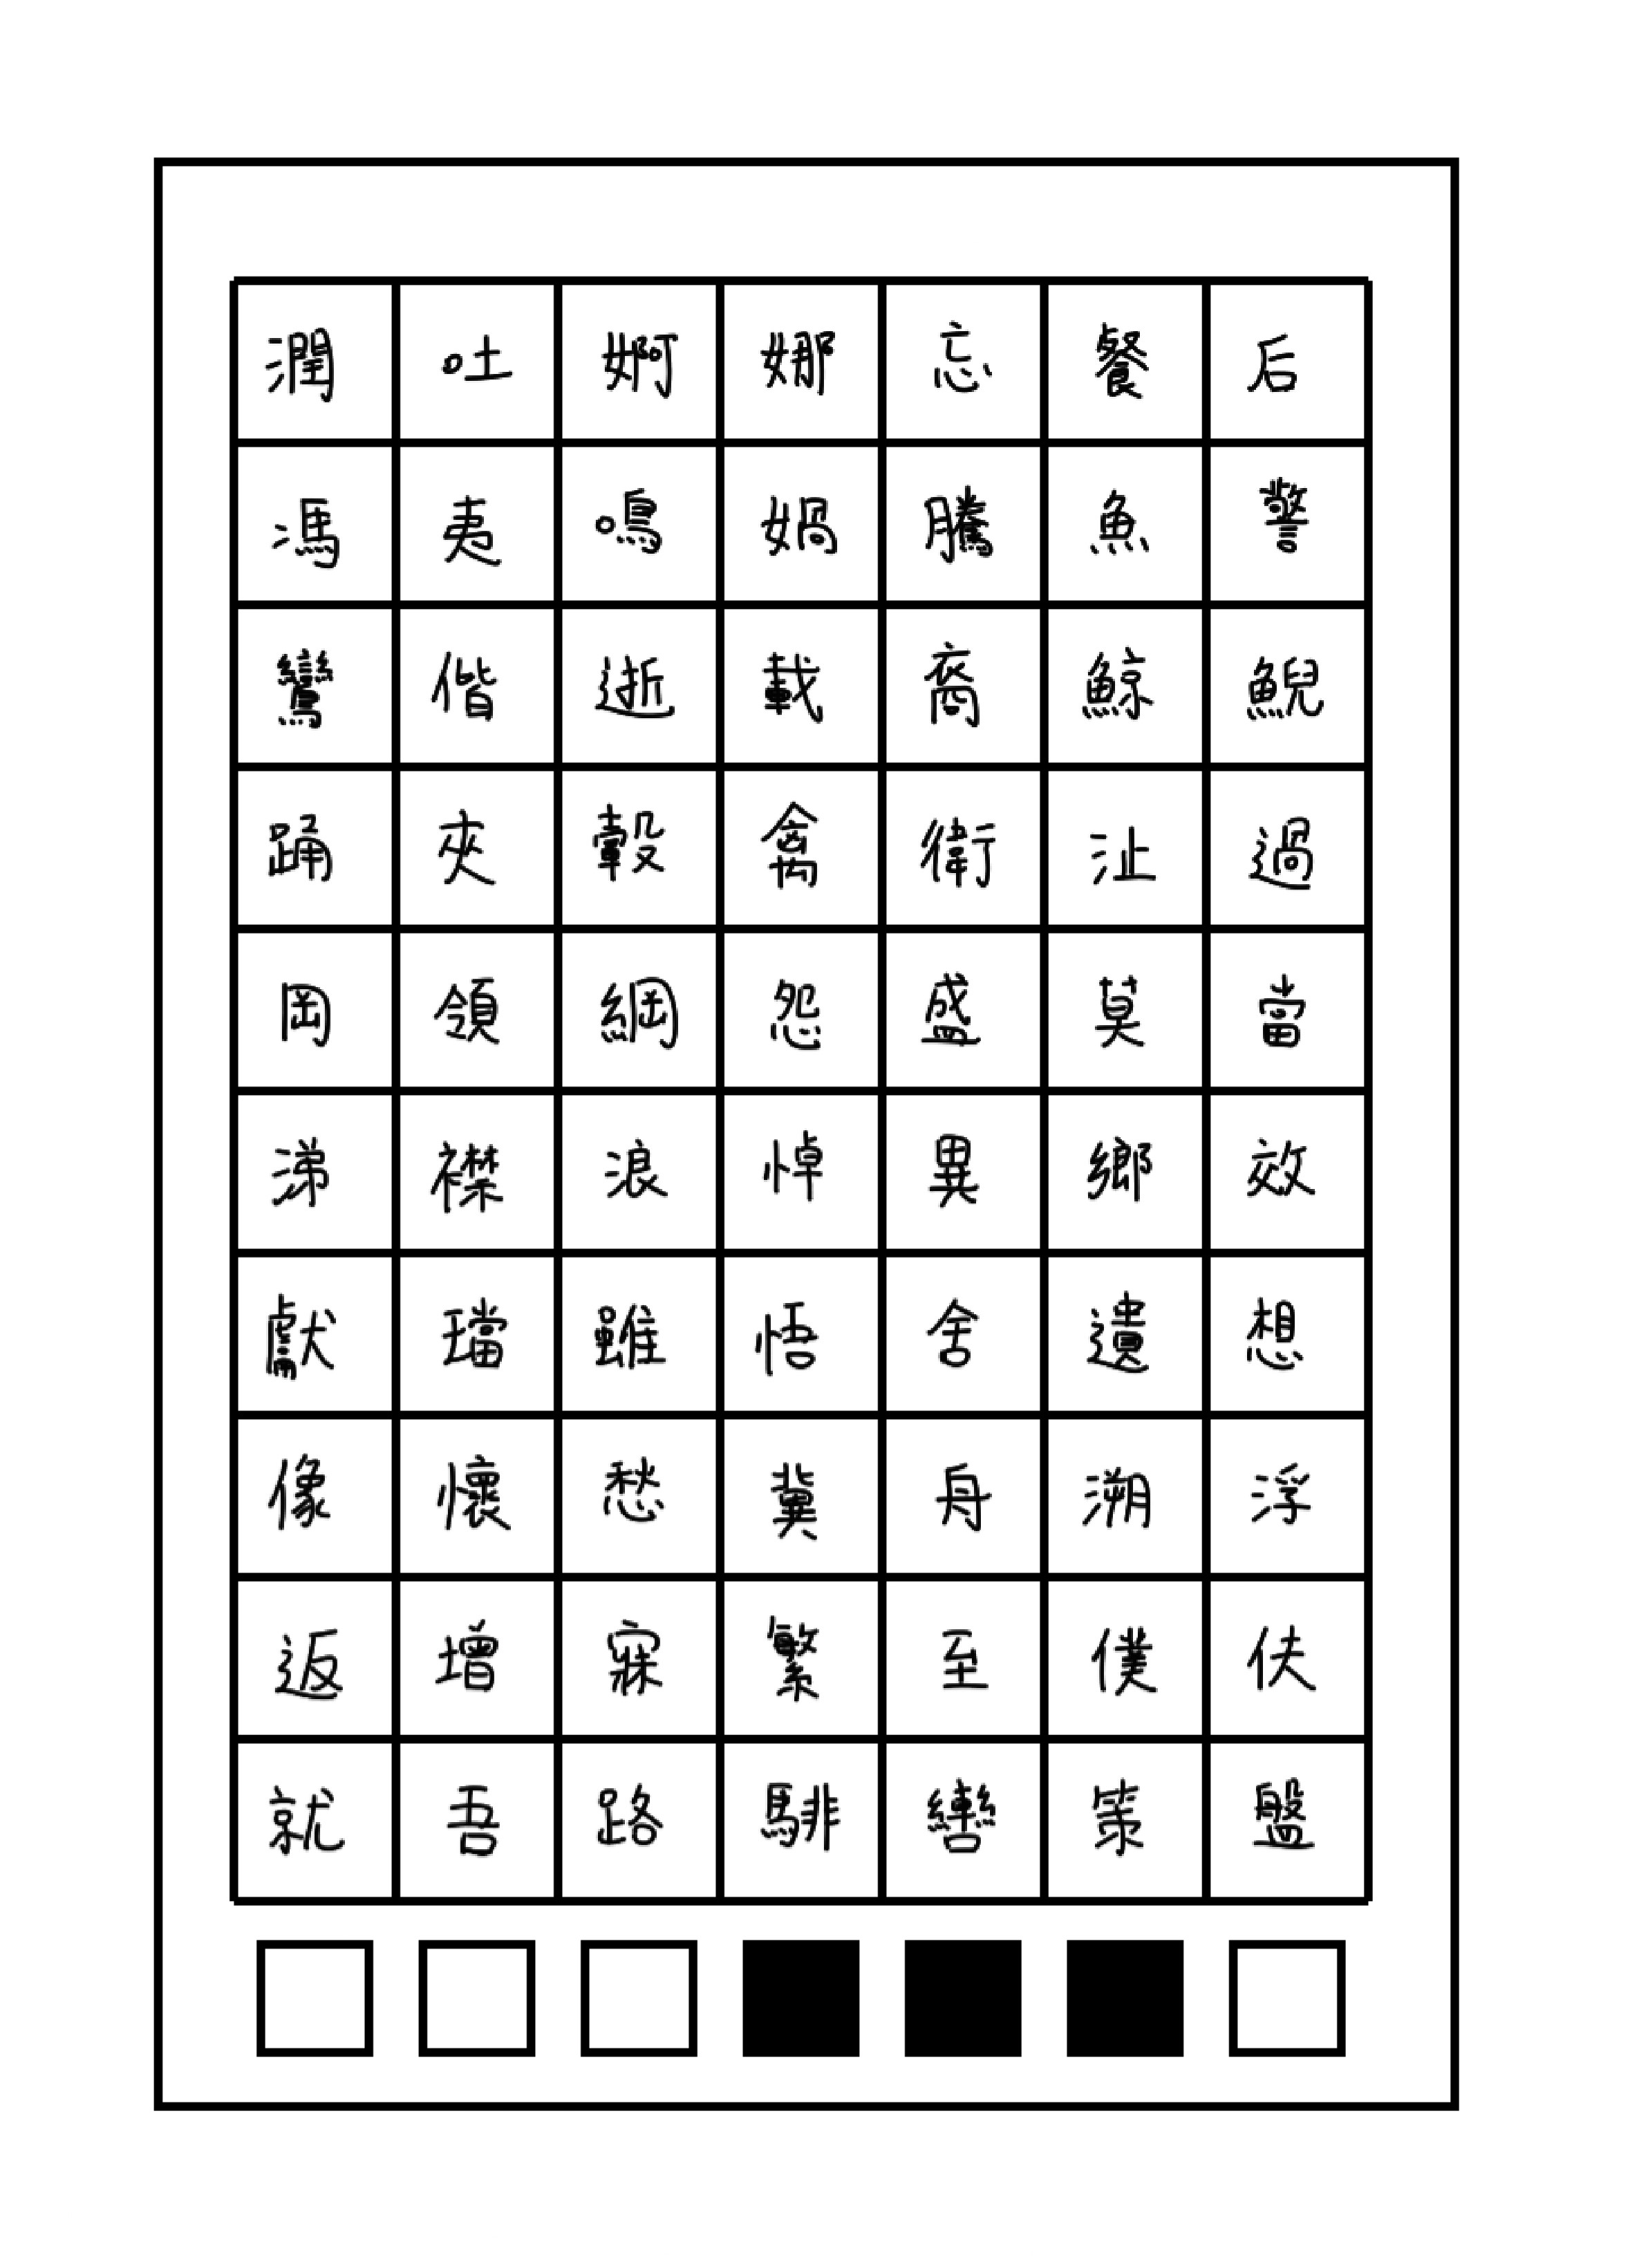 潤吐婀娜忘餐后
馮夷鳴媧騰魚警
鸞偕逝載裔鯨鯢
踊夾轂禽衛沚過
岡領綱怨盛莫當
涕襟浪悼異鄉效
獻璫雖悟舍遺想
像懷愁冀舟溯浮
返增寐繁至僕伕
就吾路騑轡策盤